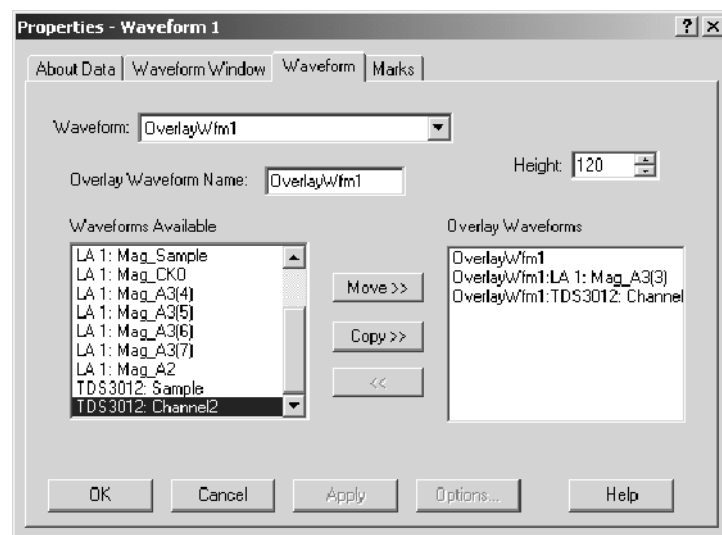 Properties - Waveform 1
About Data
Waveform Window
Waveform
Marks
Waveform:
OverlayWfm1
Overlay Waveform Name:
OverlayWfm1
Height:
120
Waveforms Available
LA 1: Mag_Sample
LA 1: Mag_CK0
LA 1: Mag_A3(4)
LA 1: Mag_A3(5)
LA 1: Mag_A3(6)
LA 1: Mag_A3(7)
LA 1: Mag_A2
TDS3012: Sample
TDS3012: Channel2
Move >>
Copy >>
<<
Overlay Waveforms
OverlayWfm1
OverlayWfm1:LA 1: Mag_A3(3)
OverlayWfm1:TDS3012: Channel
OK
Cancel
Apply
Options...
Help